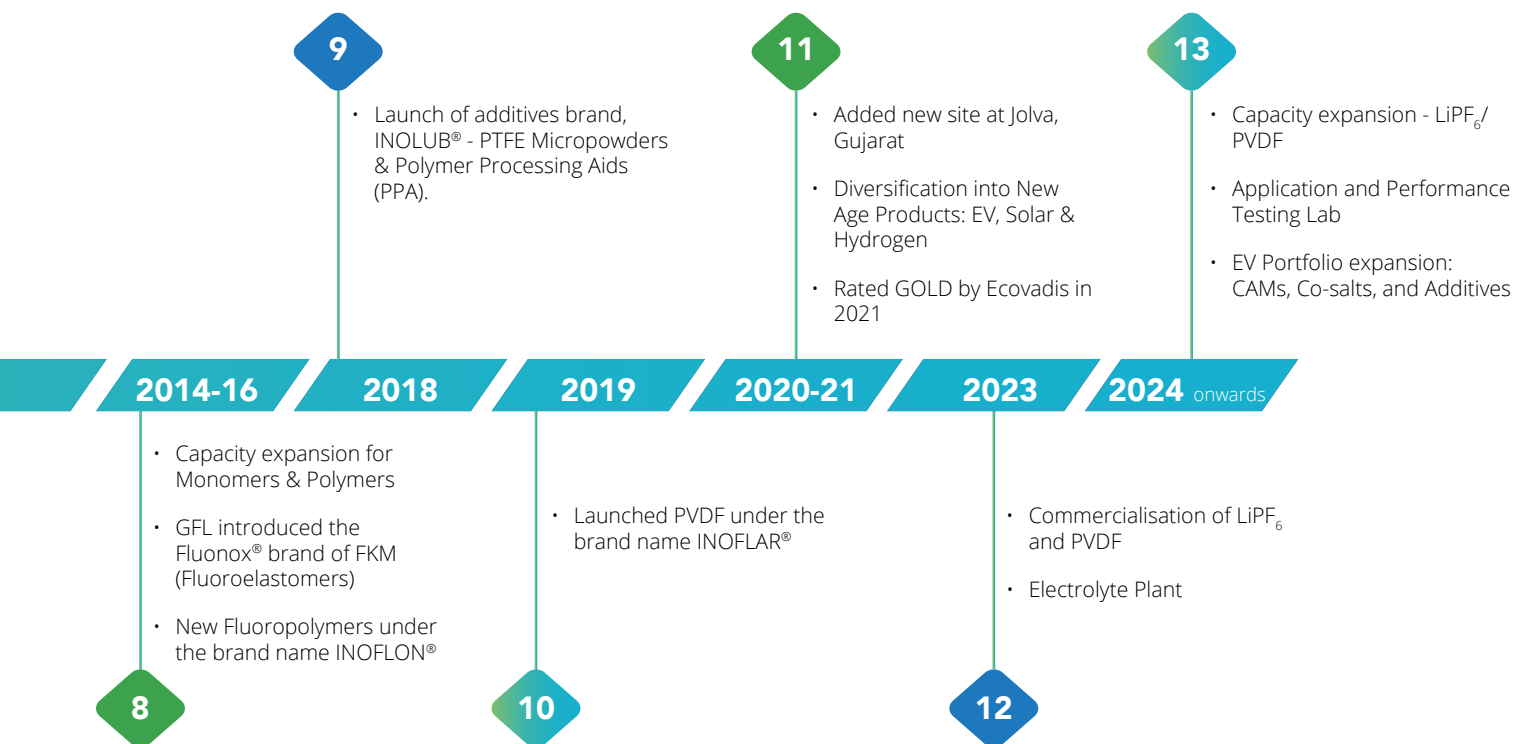 9
• Launch of additives brand,
INOLUB® - PTFE Micropowders
& Polymer Processing Aids
(PPA).
11
• Added new site at Jolva,
Gujarat
• Diversification into New
Age Products: EV, Solar &
Hydrogen
• Rated GOLD by Ecovadis in
2021
13
• Capacity expansion - LiPF₆/
PVDF
• Application and Performance
Testing Lab
• EV Portfolio expansion:
CAMs, Co-salts, and Additives
2014-16
2018
2019
2020-21
2023
2024 onwards
• Capacity expansion for
Monomers & Polymers
• GFL introduced the
Fluonox® brand of FKM
(Fluoroelastomers)
• New Fluoropolymers under
the brand name INOFLON®
8
• Launched PVDF under the
brand name INOFLAR®
10
• Commercialisation of LiPF₆
and PVDF
• Electrolyte Plant
12